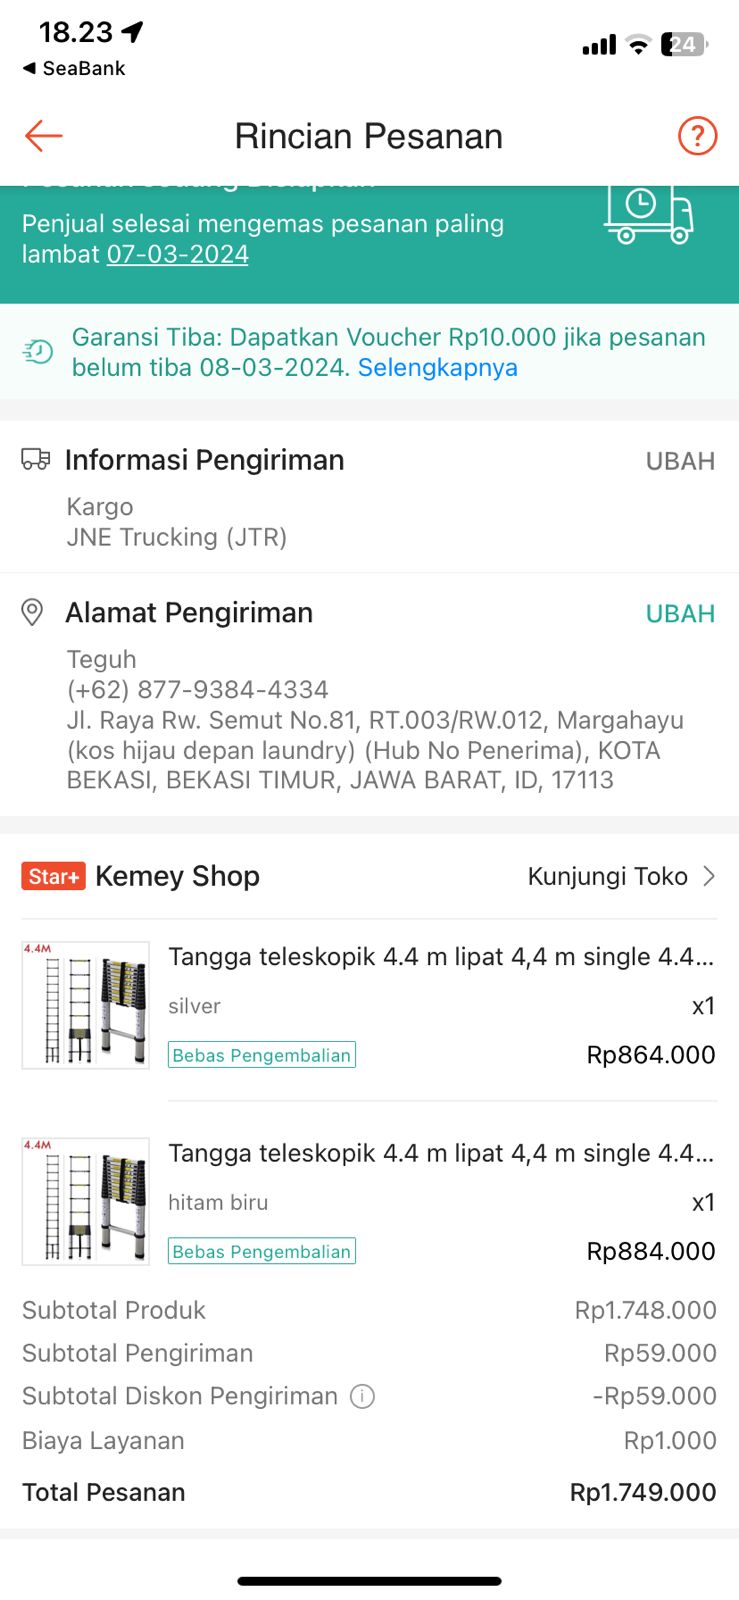 18.23
24
◀ SeaBank
Rincian Pesanan
?
Penjual selesai mengemas pesanan paling
lambat 07-03-2024
Garansi Tiba: Dapatkan Voucher Rp10.000 jika pesanan
belum tiba 08-03-2024. Selengkapnya
Informasi Pengiriman UBAH
Kargo
JNE Trucking (JTR)
Alamat Pengiriman UBAH
Teguh
(+62) 877-9384-4334
Jl. Raya Rw. Semut No.81, RT.003/RW.012, Margahayu
(kos hijau depan laundry) (Hub No Penerima), KOTA
BEKASI, BEKASI TIMUR, JAWA BARAT, ID, 17113
Star+ Kemey Shop Kunjungi Toko
4.4M
Tangga teleskopik 4.4 m lipat 4,4 m single 4.4...
silver x1
Bebas Pengembalian Rp864.000
4.4M
Tangga teleskopik 4.4 m lipat 4,4 m single 4.4...
hitam biru x1
Bebas Pengembalian Rp884.000
Subtotal Produk Rp1.748.000
Subtotal Pengiriman Rp59.000
Subtotal Diskon Pengiriman -Rp59.000
Biaya Layanan Rp1.000
Total Pesanan Rp1.749.000